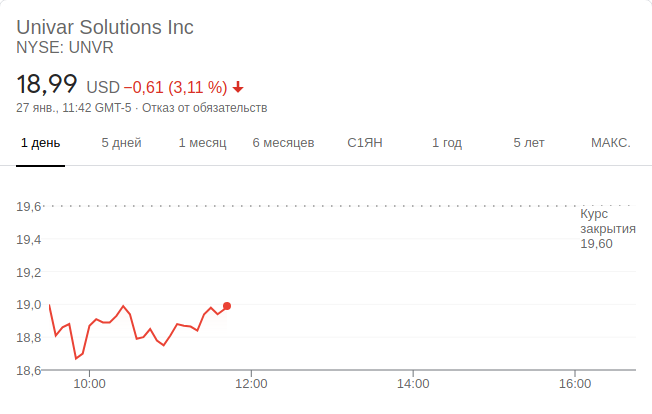 Univar Solutions Inc
NYSE: UNVR
18,99 USD −0,61 (3,11 %)
27 янв., 11:42 GMT-5 · Отказ от обязательств
1 день 5 дней 1 месяц 6 месяцев С1ЯН 1 год 5 лет МАКС.
19,6
Курс
закрытия
19,60
19,4
19,2
19,0
18,8
18,6
10:00 12:00 14:00 16:00